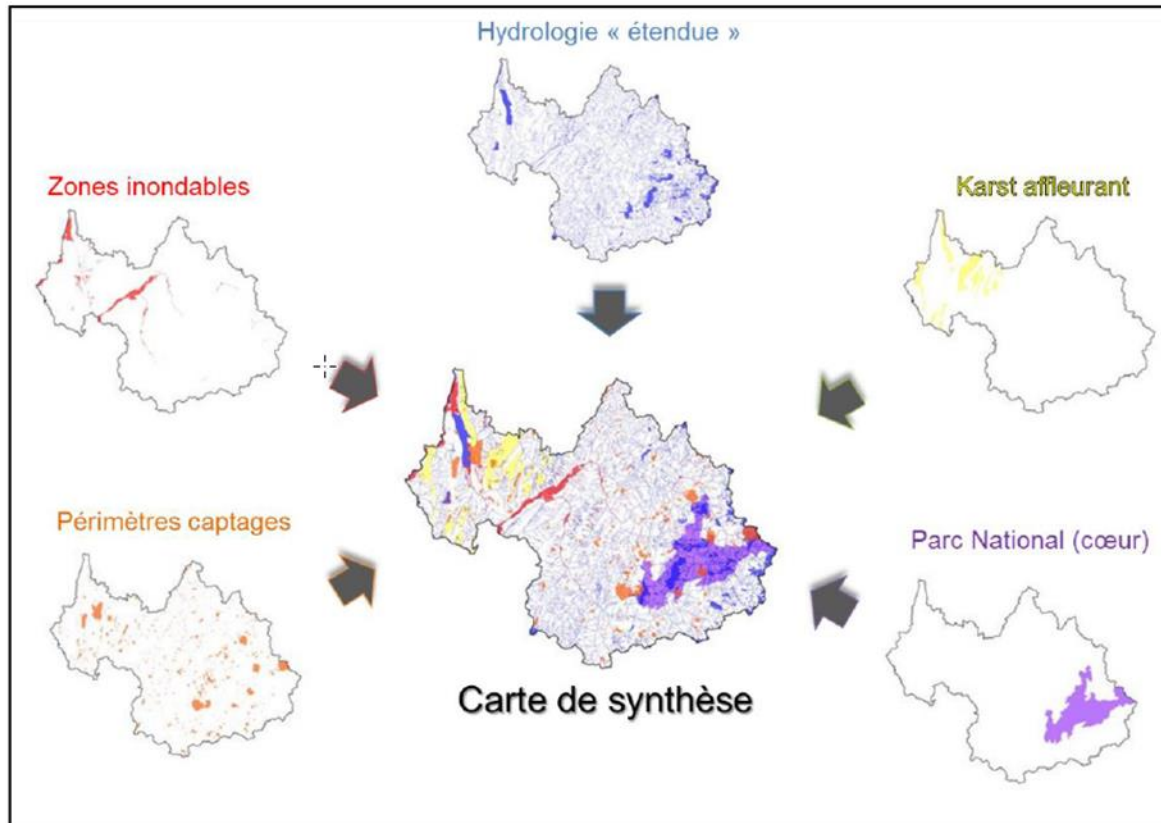 Hydrologie « étendue »
Zones inondables
Karst affleurant
Périmètres captages
Parc National (cœur)
Carte de synthèse